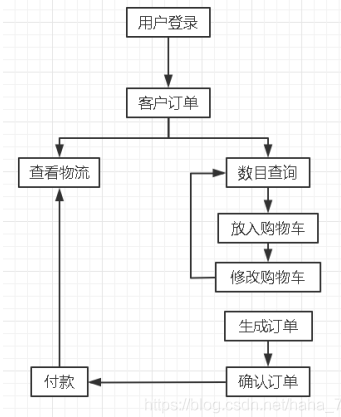 用户登录
客户订单
查看物流
数目查询
放入购物车
修改购物车
生成订单
付款
确认订单
https://blog.csdn.net/naha_7